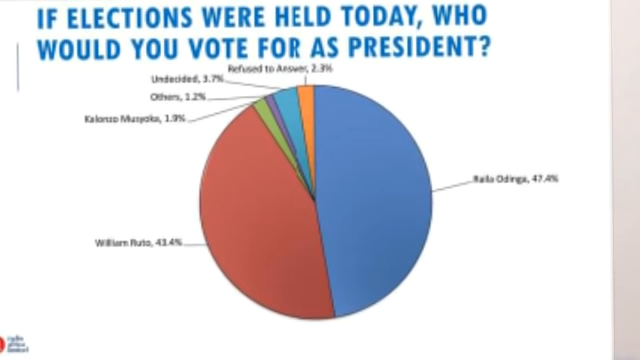 IF ELECTIONS WERE HELD TODAY, WHO
WOULD YOU VOTE FOR AS PRESIDENT?
Refused to Answer, 2.3%
Undecided, 3.7%
Others, 1.2%
Kalonzo Musyoka, 1.9%
Raila Odinga, 47.4%
William Ruto, 43.4%